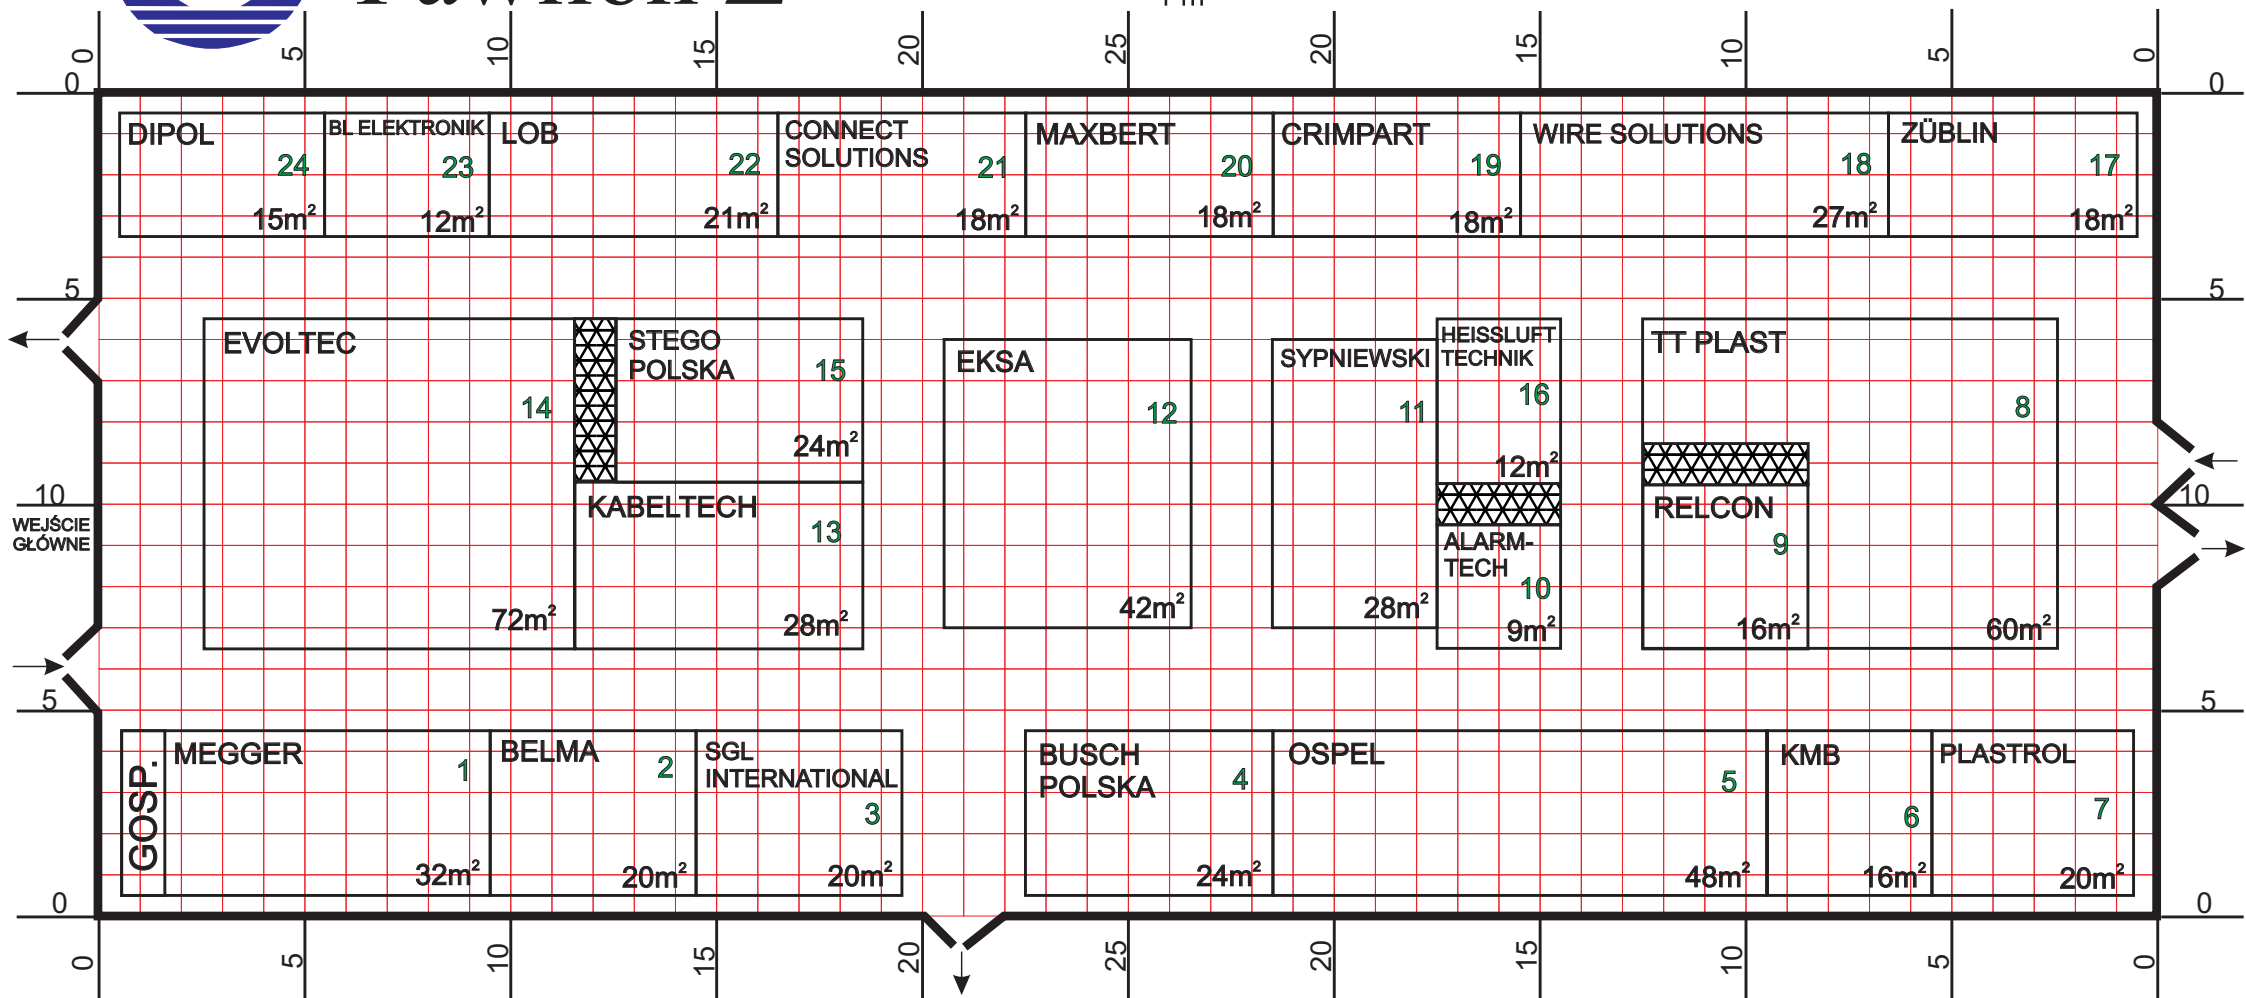 0 5 10 15 20 25 20 15 10 5 0
0 0
DIPOL 24 15m²
BL ELEKTRONIK 23 12m²
LOB 22 21m²
CONNECT
SOLUTIONS 21 18m²
MAXBERT 20 18m²
CRIMPART 19 18m²
WIRE SOLUTIONS 18 27m²
ZÜBLIN 17 18m²
5 5
EVOLTEC 14 72m²
STEGO
POLSKA 15 24m²
KABELTECH 13 28m²
EKSA 12 42m²
SYPNIEWSKI 11 28m²
HEISSLUFT
TECHNIK 16 12m²
ALARM-
TECH 10 9m²
TT PLAST 8 60m²
RELCON 9 16m²
10 10
WEJŚCIE
GŁÓWNE
5 5
GOSP.
MEGGER 1 32m²
BELMA 2 20m²
SGL
INTERNATIONAL 3 20m²
BUSCH
POLSKA 4 24m²
OSPEL 5 48m²
KMB 6 16m²
PLASTROL 7 20m²
0 0
0 5 10 15 20 25 20 15 10 5 0